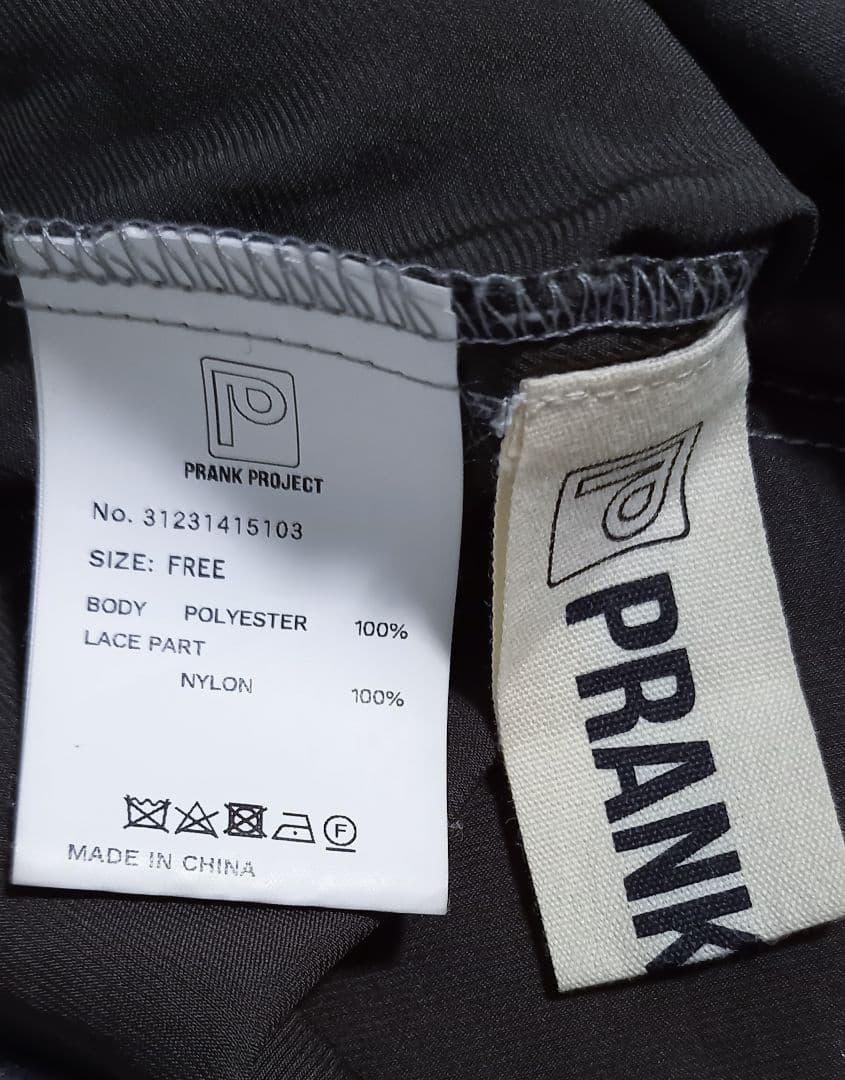 P
PRANK PROJECT
No. 31231415103
SIZE: FREE
BODY POLYESTER 100%
LACE PART
NYLON 100%
F
MADE IN CHINA
P
PRANK